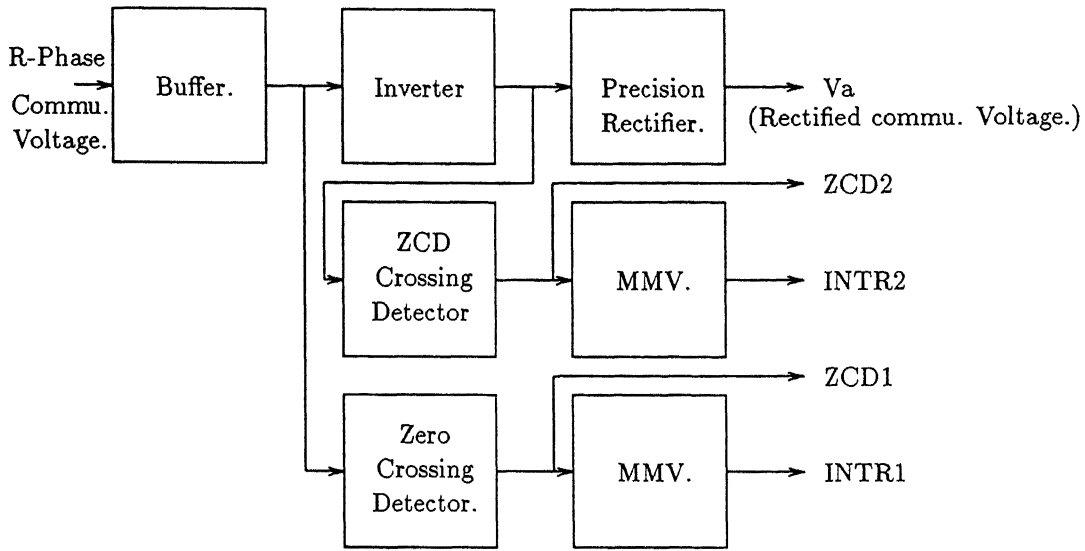 R-Phase
Commu.
Voltage.
Buffer.
Inverter
Precision
Rectifier.
Va
(Rectified commu. Voltage.)
ZCD2
ZCD
Crossing
Detector
MMV.
INTR2
ZCD1
Zero
Crossing
Detector.
MMV.
INTR1